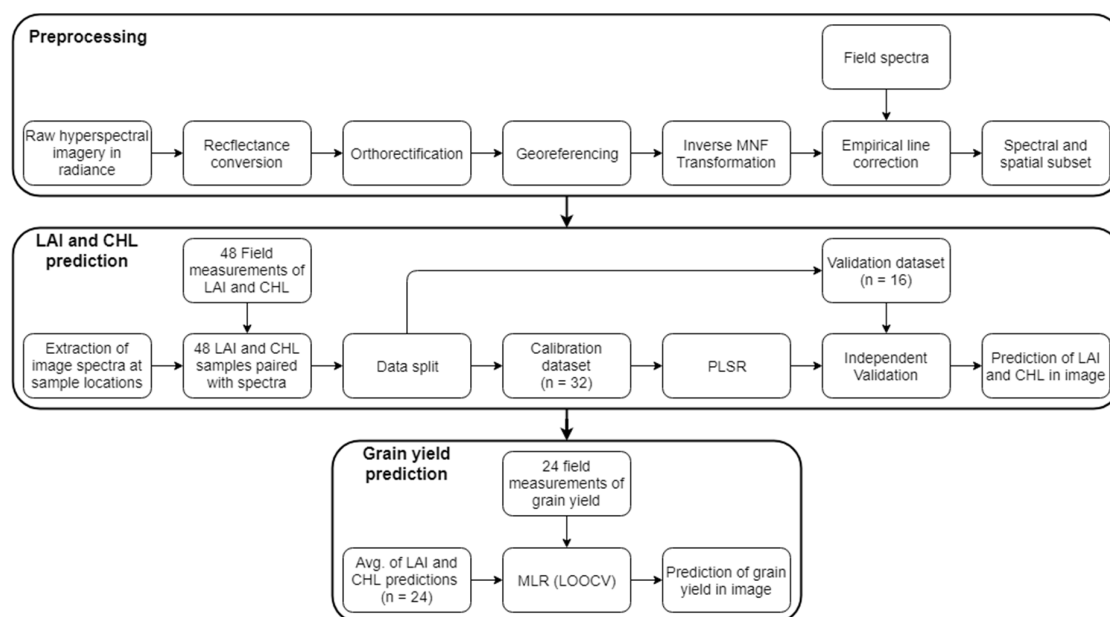 Preprocessing
Field spectra
Raw hyperspectral
imagery in
radiance
Recflectance
conversion
Orthorectification
Georeferencing
Inverse MNF
Transformation
Empirical line
correction
Spectral and
spatial subset
LAI and CHL
prediction
48 Field
measurements of
LAI and CHL
Validation dataset
(n = 16)
Extraction of
image spectra at
sample locations
48 LAI and CHL
samples paired
with spectra
Data split
Calibration
dataset
(n = 32)
PLSR
Independent
Validation
Prediction of LAI
and CHL in image
Grain yield
prediction
24 field
measurements of
grain yield
Avg. of LAI and
CHL predictions
(n = 24)
MLR (LOOCV)
Prediction of grain
yield in image